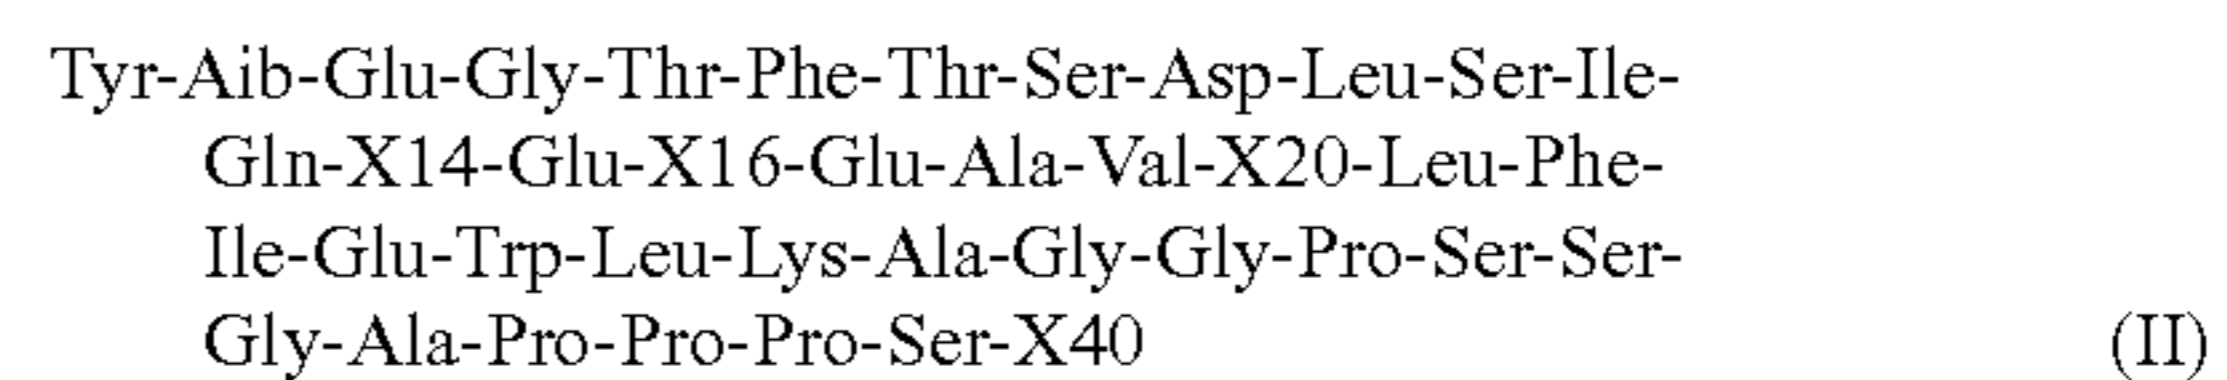 Tyr-Aib-Glu-Gly-Thr-Phe-Thr-Ser-Asp-Leu-Ser-Ile-
Gln-X14-Glu-X16-Glu-Ala-Val-X20-Leu-Phe-
Ile-Glu-Trp-Leu-Lys-Ala-Gly-Gly-Pro-Ser-Ser-
Gly-Ala-Pro-Pro-Pro-Ser-X40 (II)